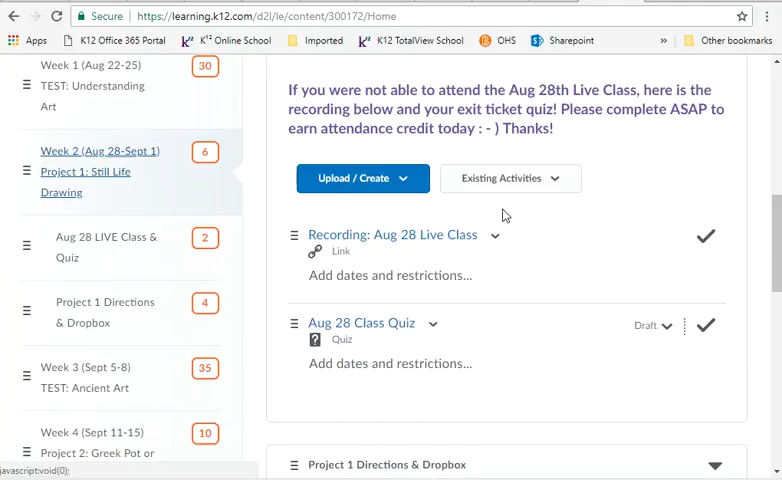 Secure
https://learning.k12.com/d2l/le/content/300172/Home
Apps
K12 Office 365 Portal
K¹² Online School
Imported
K12 TotalView School
OHS
Sharepoint
»
Other bookmarks
Week 1 (Aug 22-25)
TEST: Understanding
Art
30
Week 2 (Aug 28-Sept 1)
Project 1: Still Life
Drawing
6
Aug 28 LIVE Class &
Quiz
2
Project 1 Directions
& Dropbox
4
Week 3 (Sept 5-8)
TEST: Ancient Art
35
Week 4 (Sept 11-15)
Project 2: Greek Pot or
10
javascript:void(0);
If you were not able to attend the Aug 28th Live Class, here is the
recording below and your exit ticket quiz! Please complete ASAP to
earn attendance credit today : - ) Thanks!
Upload / Create
Existing Activities
Recording: Aug 28 Live Class
Link
Add dates and restrictions...
Aug 28 Class Quiz
Draft
Quiz
Add dates and restrictions...
Project 1 Directions & Dropbox